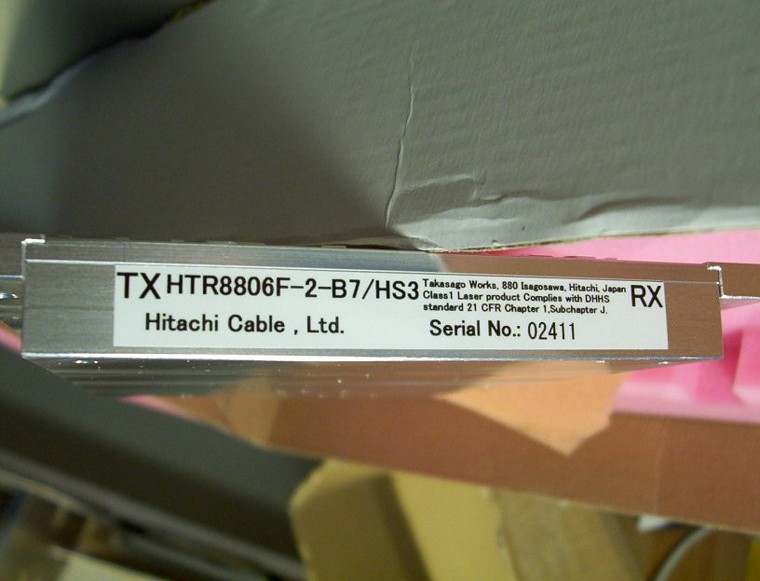 TX HTR8806F-2-B7/HS3
Takasago Works, 880 Isagosawa, Hitachi, Japan
Class1 Laser product Complies with DHHS
standard 21 CFR Chapter 1,Subchapter J.
RX
Hitachi Cable , Ltd.
Serial No.: 02411